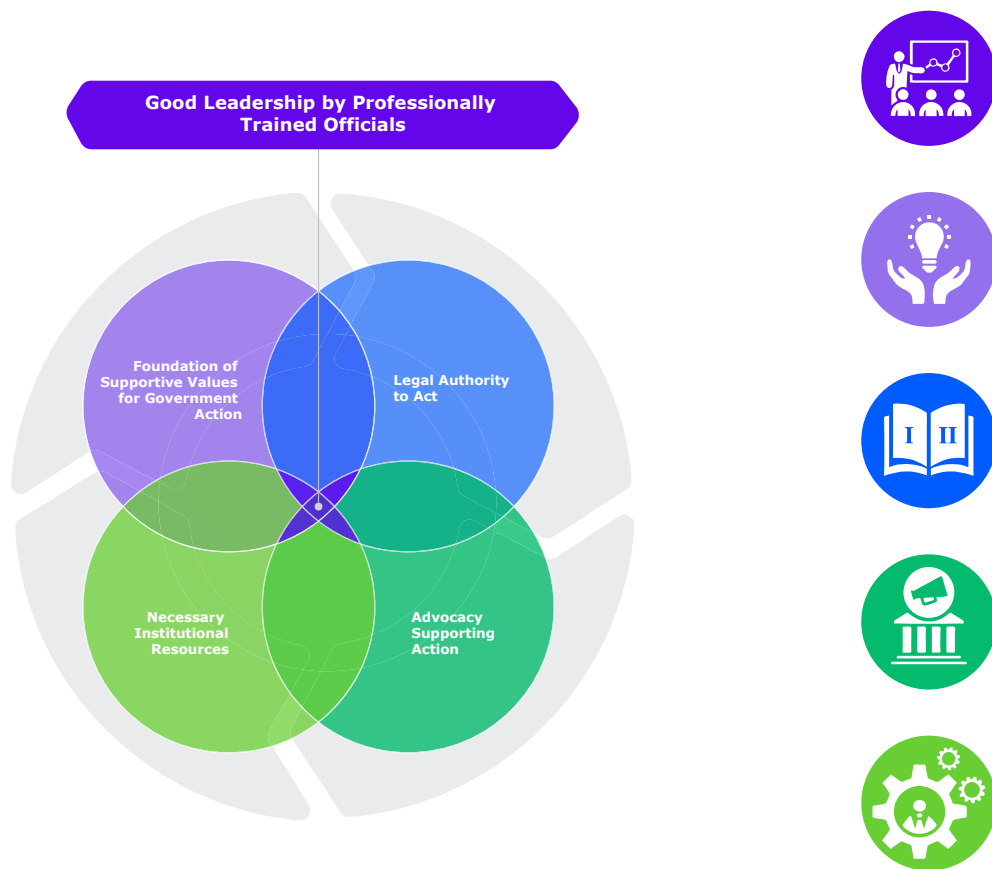 Good Leadership by Professionally
Trained Officials
Foundation of
Supportive Values
for Government
Action
Legal Authority
to Act
Necessary
Institutional
Resources
Advocacy
Supporting
Action
I II